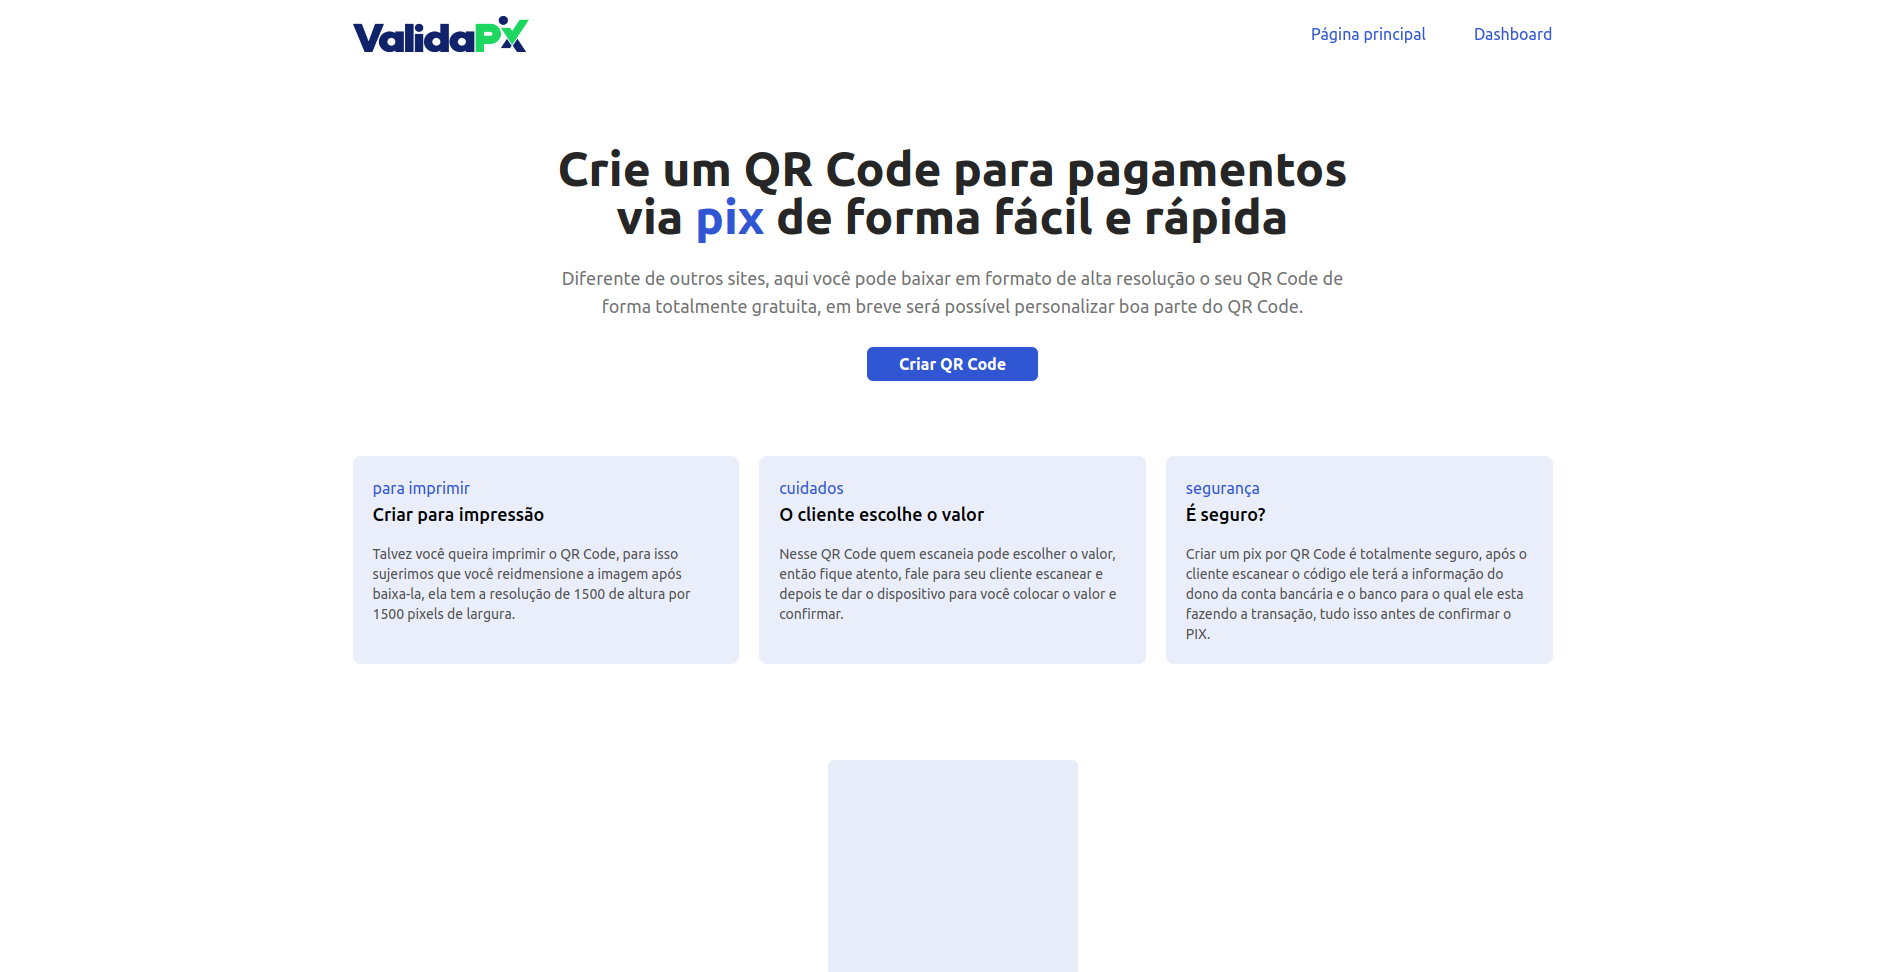 ValidaPix
Página principal
Dashboard
Crie um QR Code para pagamentos
via pix de forma fácil e rápida
Diferente de outros sites, aqui você pode baixar em formato de alta resolução o seu QR Code de
forma totalmente gratuita, em breve será possível personalizar boa parte do QR Code.
Criar QR Code
para imprimir
Criar para impressão
Talvez você queira imprimir o QR Code, para isso
sujerimos que você reidmensione a imagem após
baixa-la, ela tem a resolução de 1500 de altura por
1500 pixels de largura.
cuidados
O cliente escolhe o valor
Nesse QR Code quem escaneia pode escolher o valor,
então fique atento, fale para seu cliente escanear e
depois te dar o dispositivo para você colocar o valor e
confirmar.
segurança
É seguro?
Criar um pix por QR Code é totalmente seguro, após o
cliente escanear o código ele terá a informação do
dono da conta bancária e o banco para o qual ele esta
fazendo a transação, tudo isso antes de confirmar o
PIX.